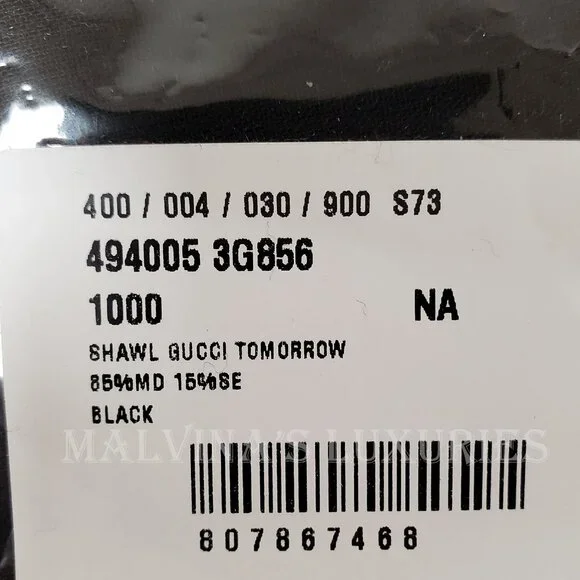 400 / 004 / 030 / 900 S73
494005 3G856
1000 NA
SHAWL GUCCI TOMORROW
85%MD 15%SE
BLACK
MALVINA'S LUXURIES
807867468